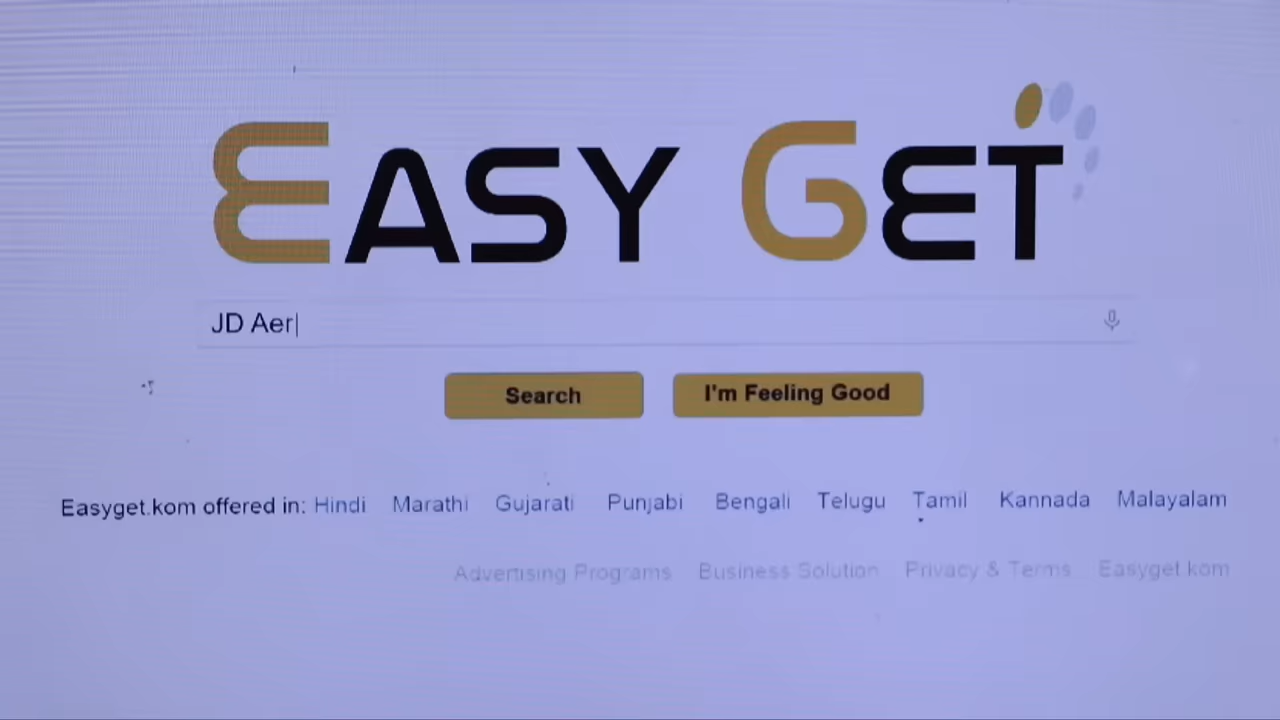 EASY GET
JD Aer
Search I'm Feeling Good
Easyget.kom offered in: Hindi Marathi Gujarati Punjabi Bengali Telugu Tamil Kannada Malayalam
Advertising Programs Business Solution Privacy & Terms Easyget.kom